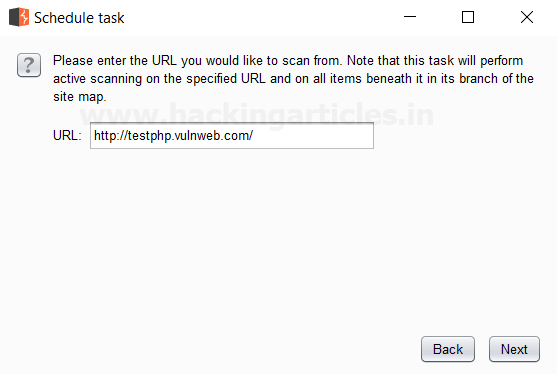 Schedule task
Please enter the URL you would like to scan from. Note that this task will perform
active scanning on the specified URL and on all items beneath it in its branch of the
site map.
www.hackingarticles.in
URL: http://testphp.vulnweb.com/
Back Next